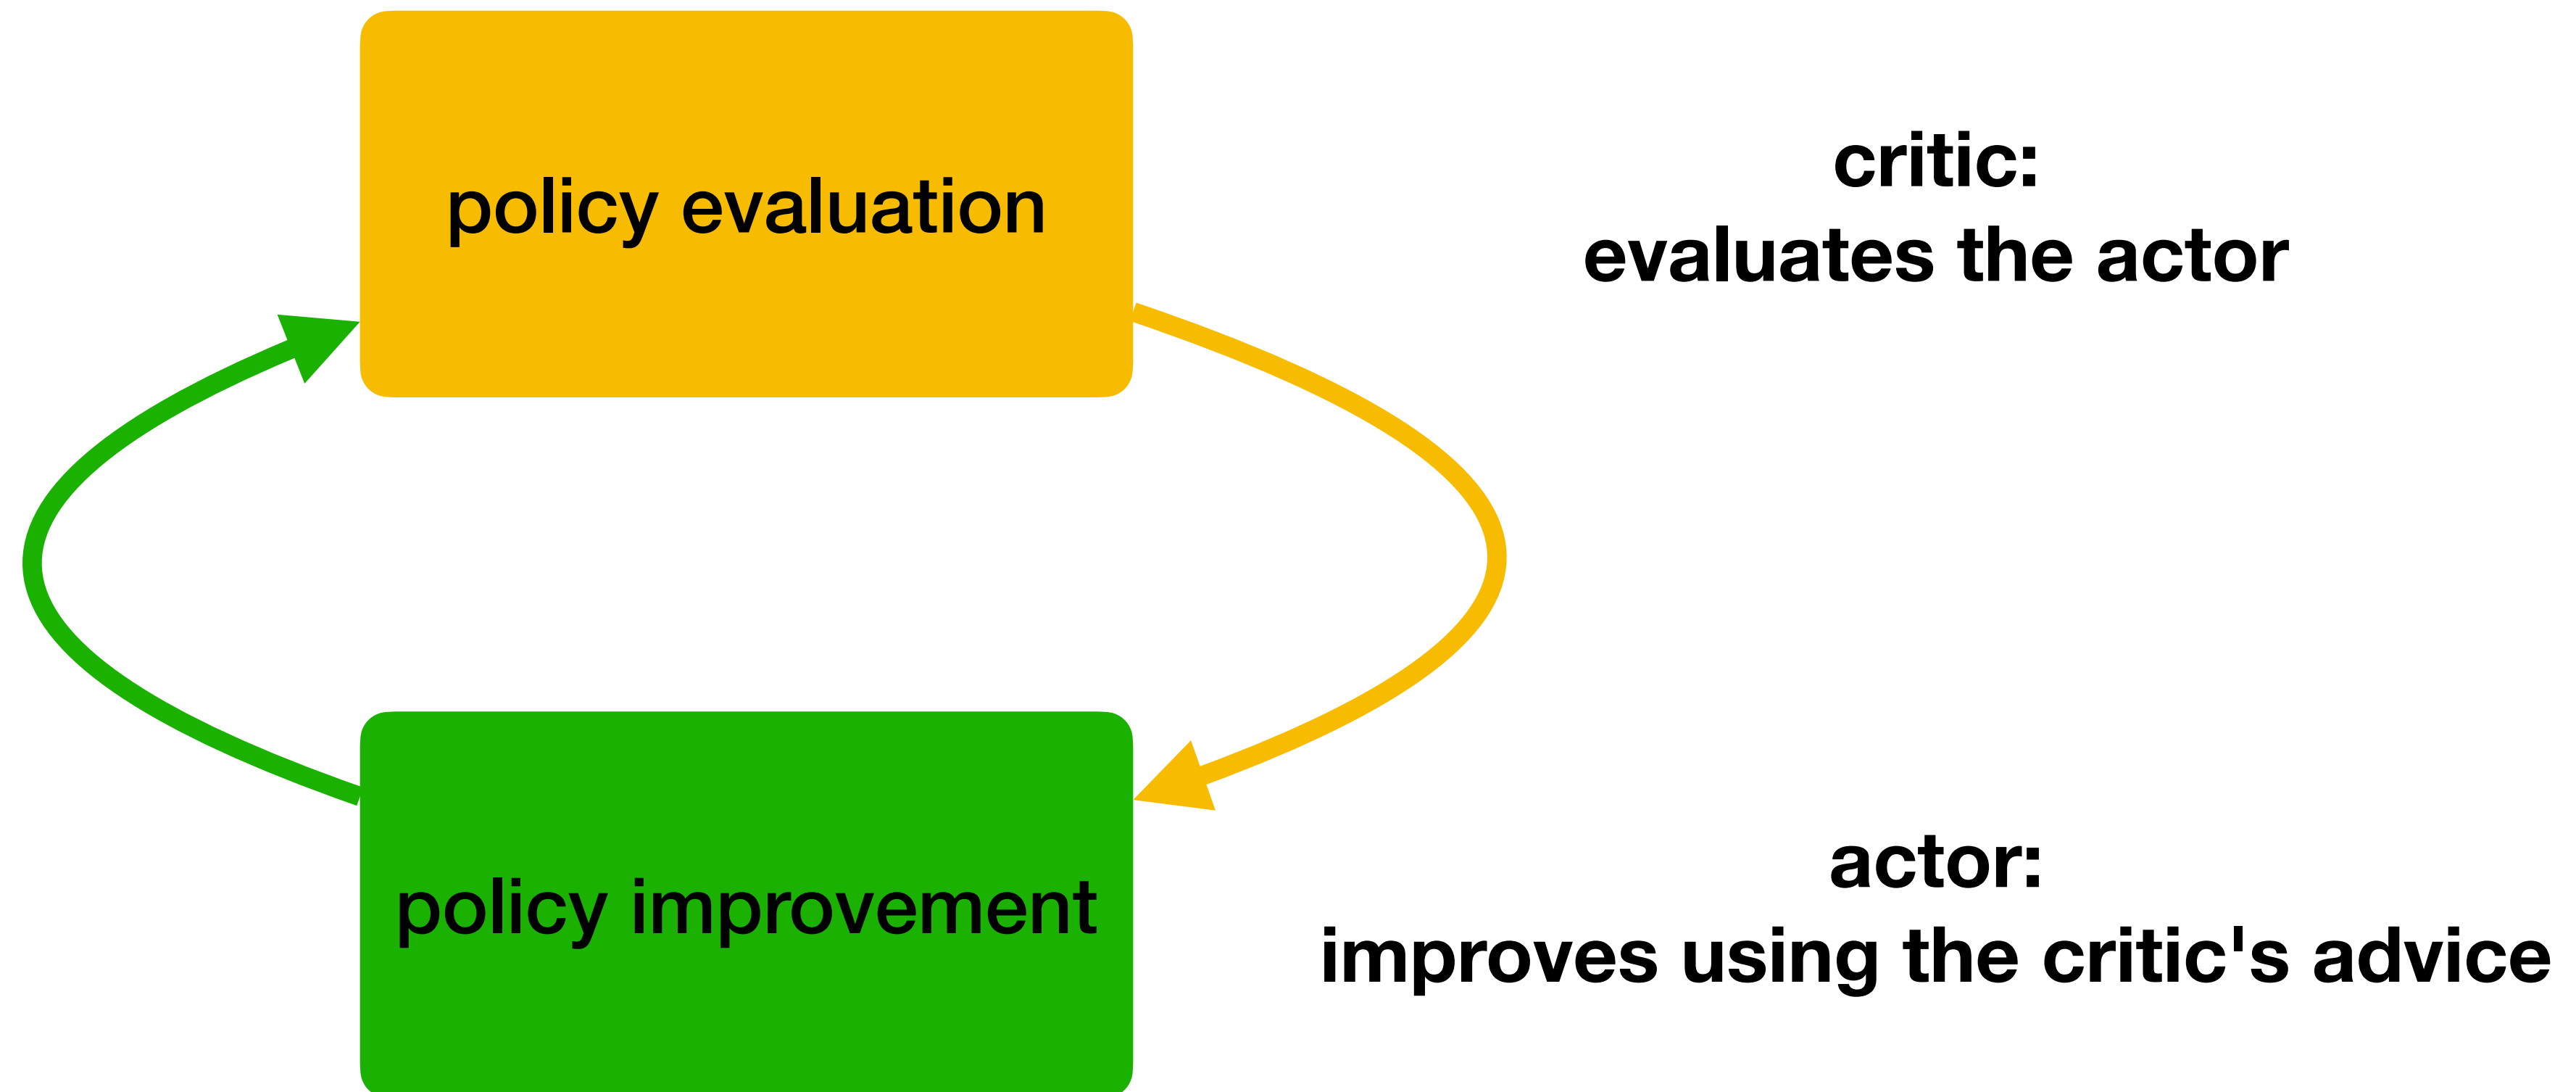 policy evaluation
critic:
evaluates the actor
policy improvement
actor:
improves using the critic's advice